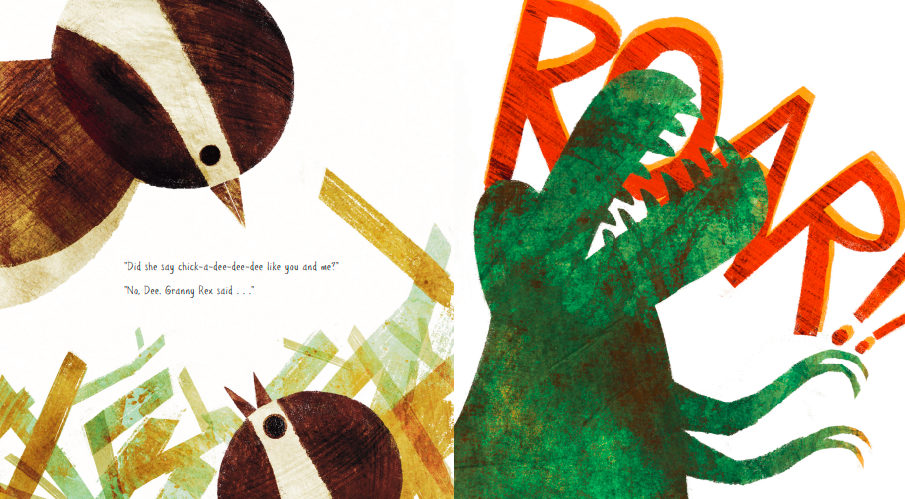 "Did she say chick-a-dee-dee-dee like you and me?"
"No, Dee. Granny Rex said . . ."
ROAR!!